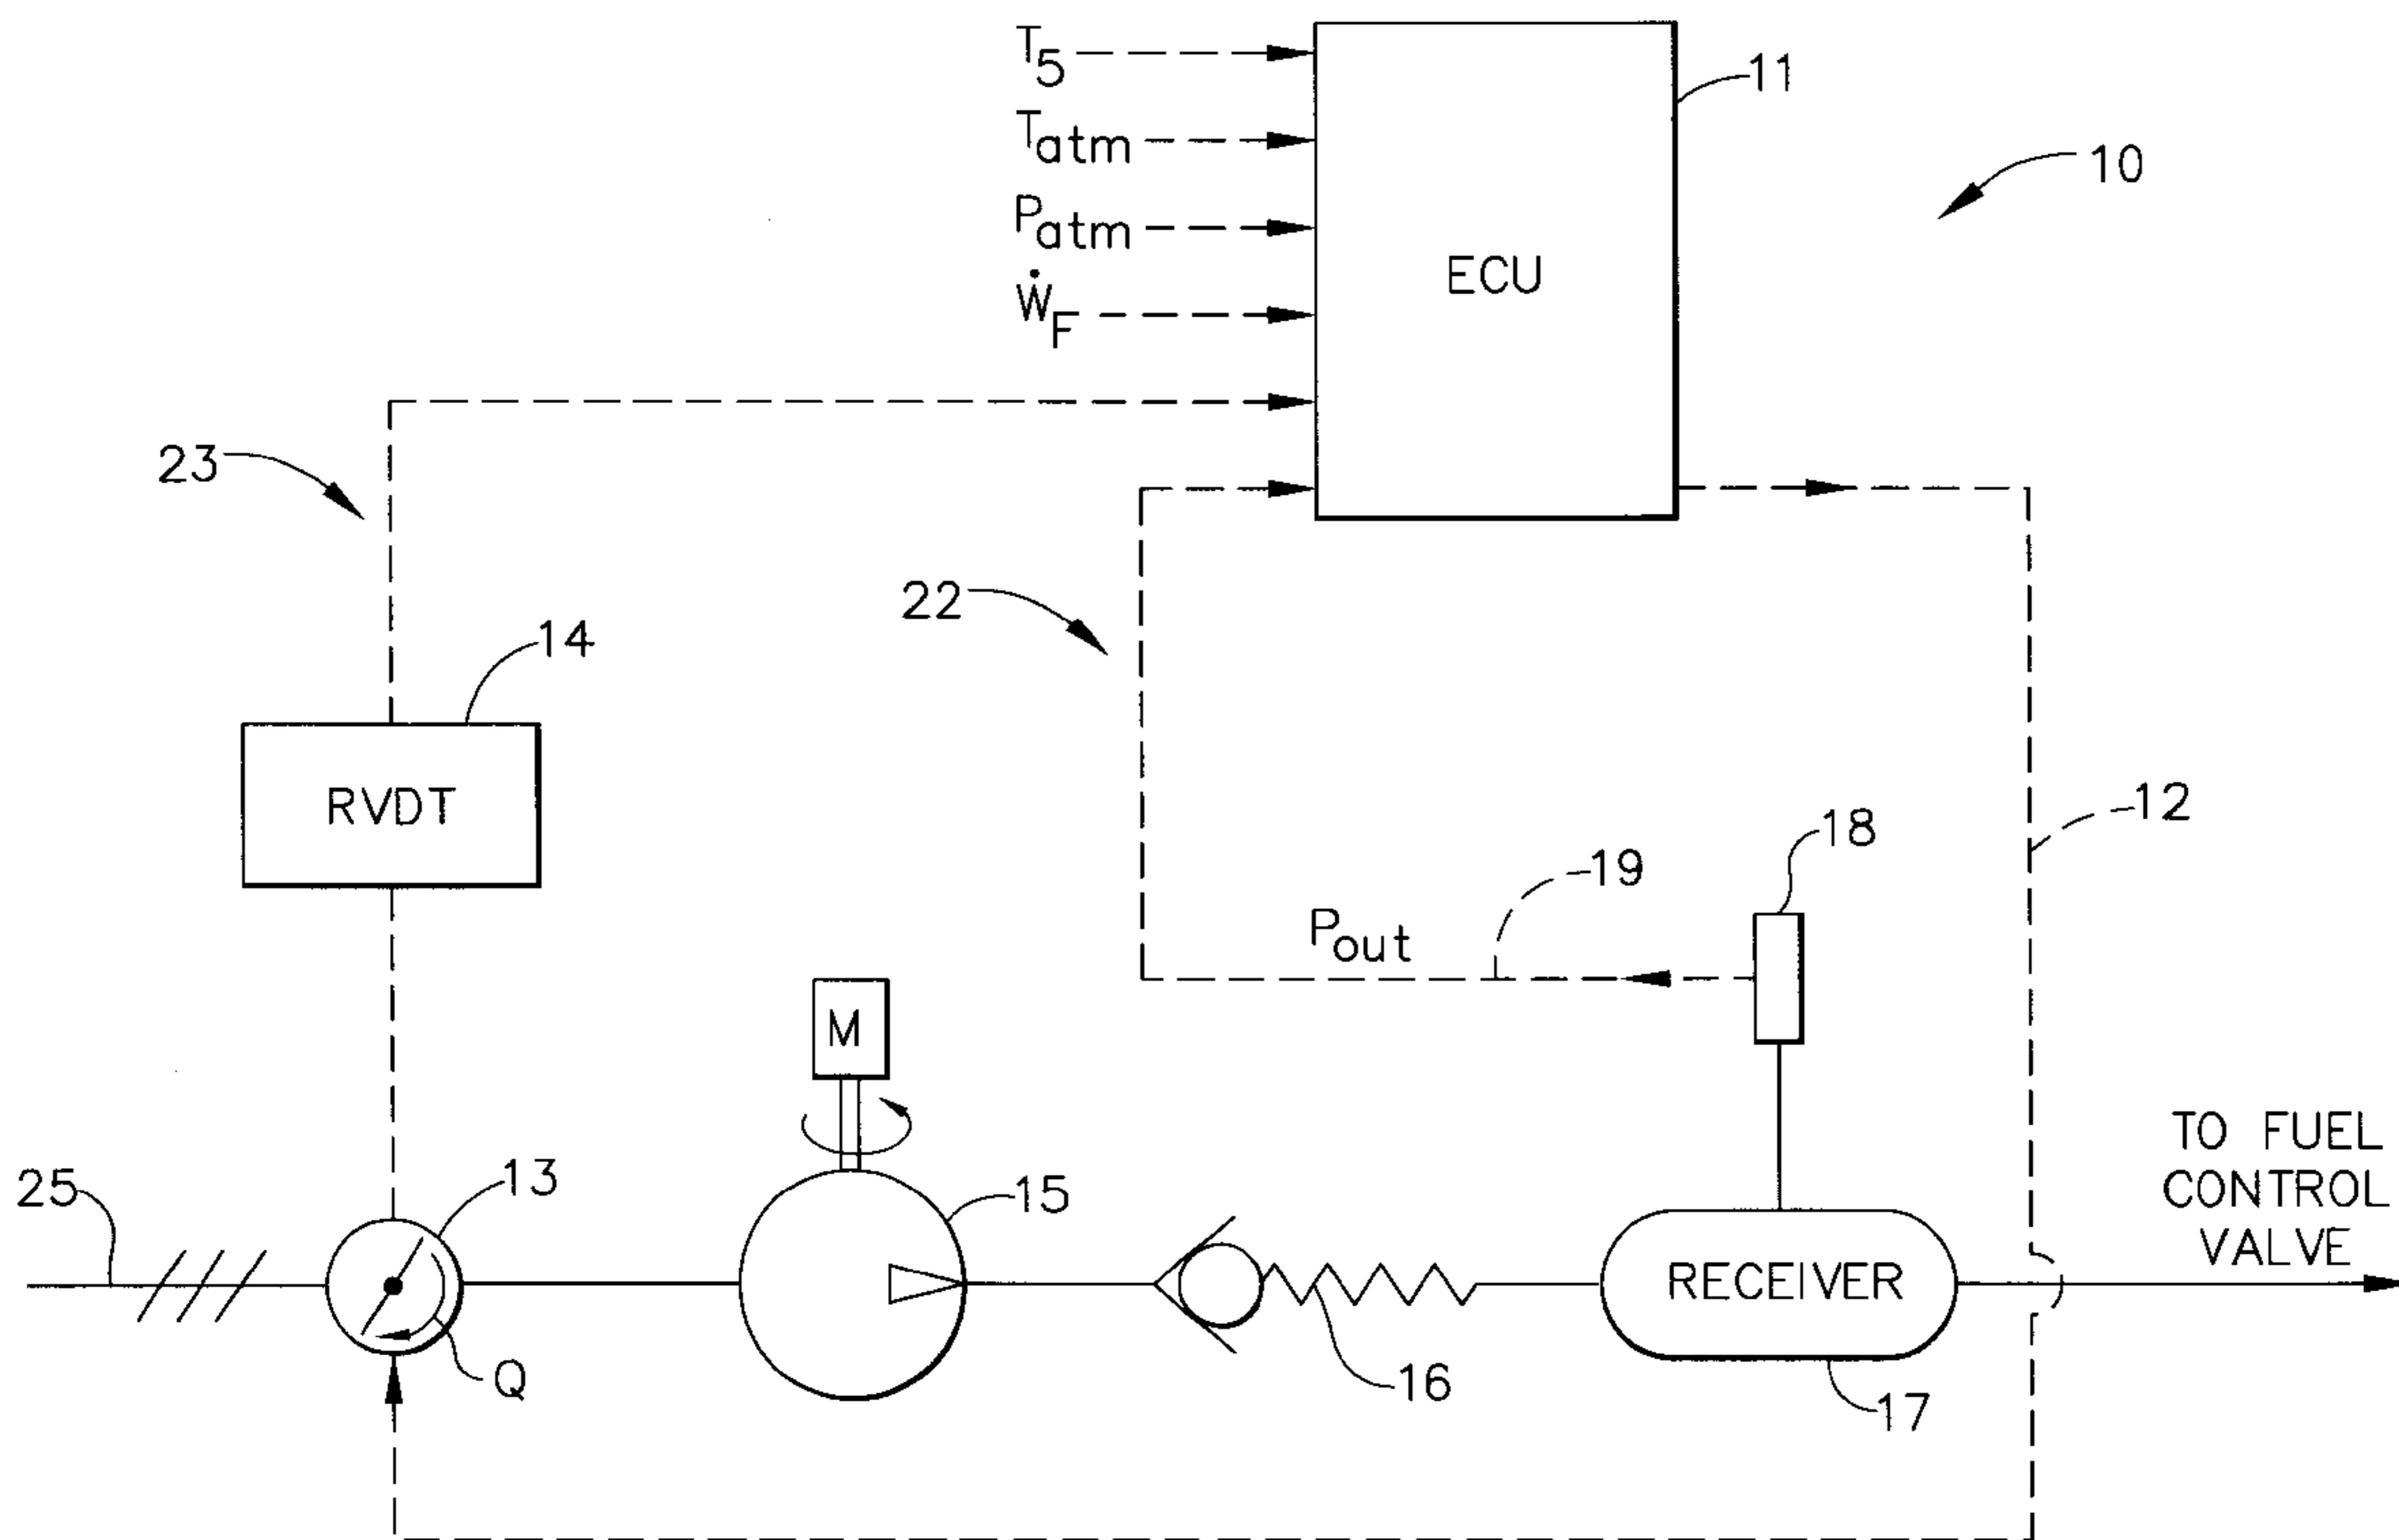 T5
Tatm
Patm
ẆF
ECU
11
10
23
22
14
RVDT
12
18
19
Pout
M
25
13
15
TO FUEL
CONTROL
VALVE
RECEIVER
Q
16
17